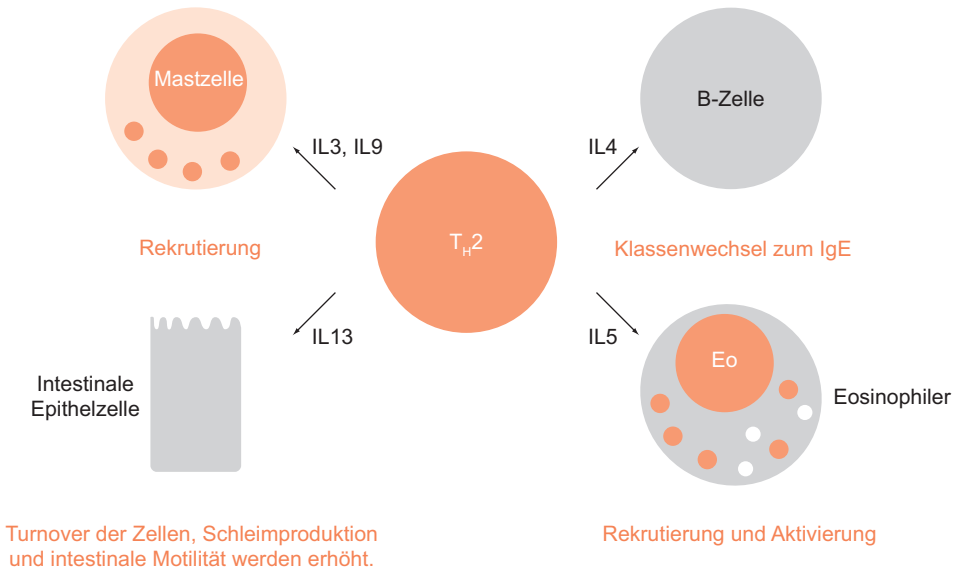 Mastzelle
IL3, IL9
Rekrutierung
B-Zelle
IL4
Klassenwechsel zum IgE
TH2
IL13
Intestinale
Epithelzelle
Turnover der Zellen, Schleimproduktion
und intestinale Motilität werden erhöht.
IL5
Eo
Eosinophiler
Rekrutierung und Aktivierung